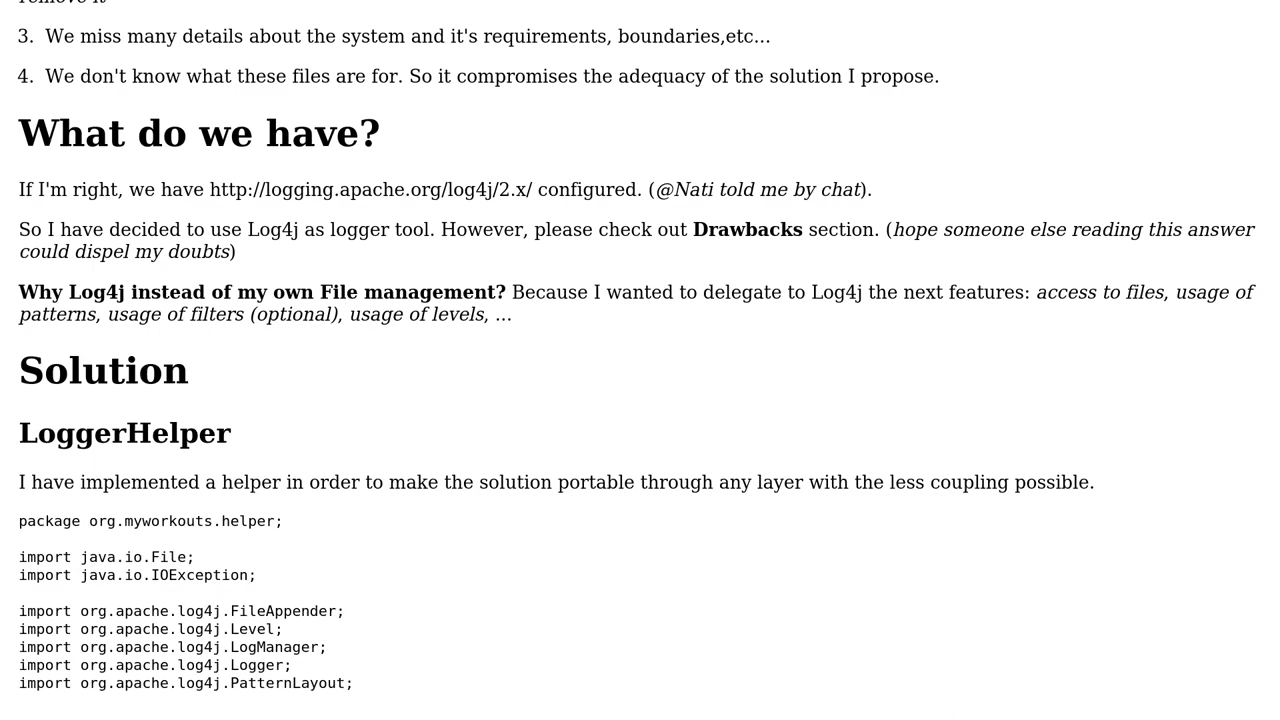 remove it
3. We miss many details about the system and it's requirements, boundaries,etc...
4. We don't know what these files are for. So it compromises the adequacy of the solution I propose.
What do we have?
If I'm right, we have http://logging.apache.org/log4j/2.x/ configured. (@Nati told me by chat).
So I have decided to use Log4j as logger tool. However, please check out Drawbacks section. (hope someone else reading this answer
could dispel my doubts)
Why Log4j instead of my own File management? Because I wanted to delegate to Log4j the next features: access to files, usage of
patterns, usage of filters (optional), usage of levels, ...
Solution
LoggerHelper
I have implemented a helper in order to make the solution portable through any layer with the less coupling possible.
package org.myworkouts.helper;
import java.io.File;
import java.io.IOException;
import org.apache.log4j.FileAppender;
import org.apache.log4j.Level;
import org.apache.log4j.LogManager;
import org.apache.log4j.Logger;
import org.apache.log4j.PatternLayout;